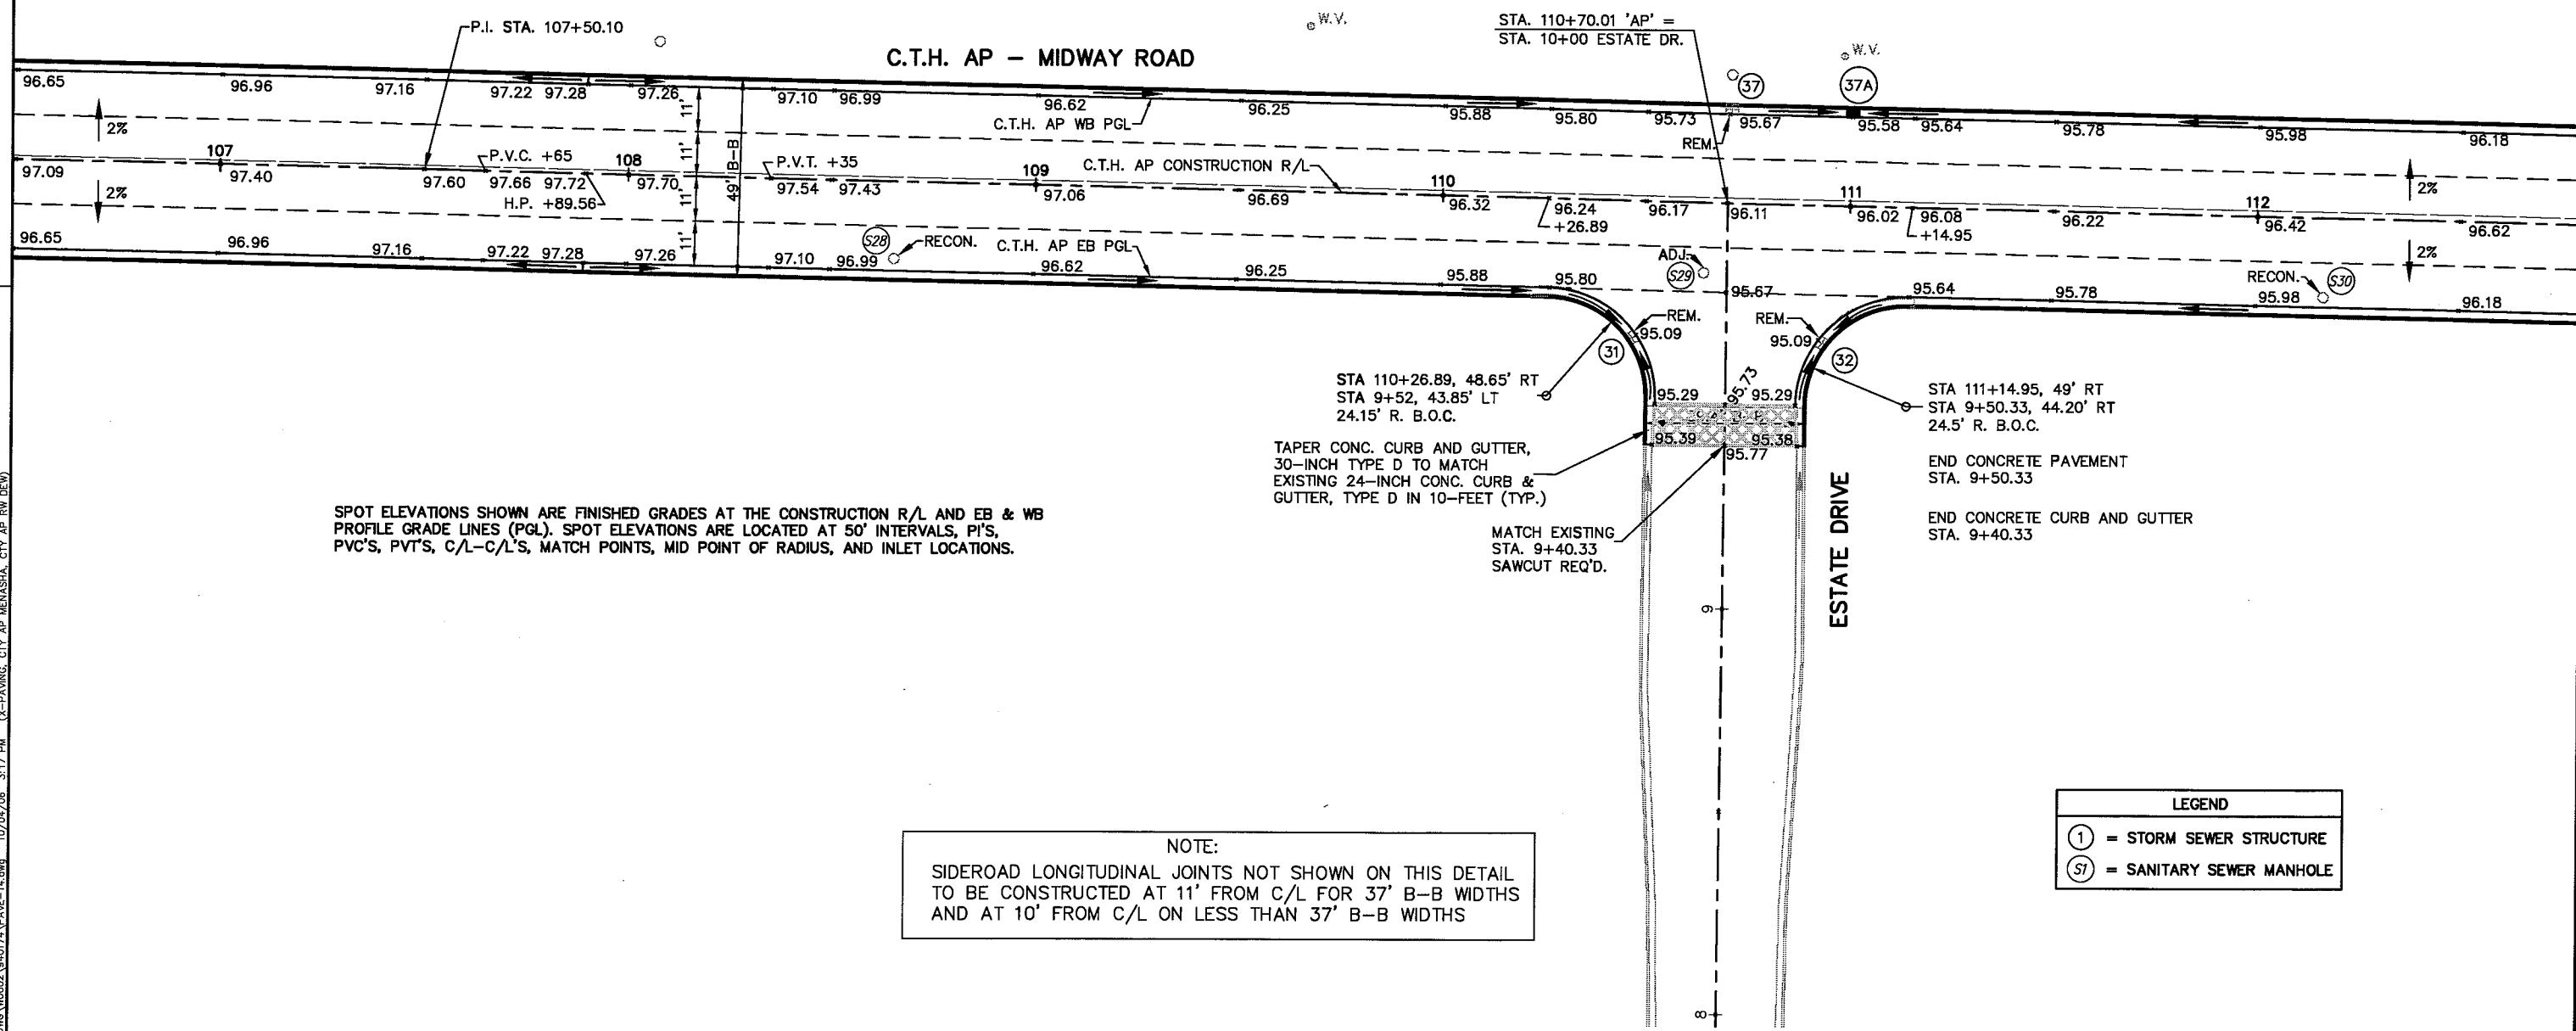 P.I. STA. 107+50.10
W.V.
STA. 110+70.01 'AP' =
STA. 10+00 ESTATE DR.
W.V.
C.T.H. AP – MIDWAY ROAD
37
37A
96.65 96.96 97.16 97.22 97.28 97.26 97.10 96.99 96.62 96.25 95.88 95.80 95.73 95.67 95.58 95.64 95.78 95.98 96.18
C.T.H. AP WB PGL
REM.
2%
11'
11'
11'
11'
49' B-B
2%
107
P.V.C. +65
108
P.V.T. +35
109
C.T.H. AP CONSTRUCTION R/L
110
111
112
97.09 97.40 97.60 97.66 97.72 97.70 97.54 97.43 97.06 96.69 96.32 96.24 96.17 96.11 96.02 96.08 96.22 96.42 96.62
H.P. +89.56
+26.89
+14.95
2%
2%
S28
RECON.
C.T.H. AP EB PGL
ADJ.
S29
RECON.
S30
96.65 96.96 97.16 97.22 97.28 97.26 97.10 96.99 96.62 96.25 95.88 95.80 95.67 95.64 95.78 95.98 96.18
REM.
95.09
31
REM.
95.09
32
STA 110+26.89, 48.65' RT
STA 9+52, 43.85' LT
24.15' R. B.O.C.
95.29
95.73
95.29
STA 111+14.95, 49' RT
STA 9+50.33, 44.20' RT
24.5' R. B.O.C.
95.39
95.38
95.77
TAPER CONC. CURB AND GUTTER,
30–INCH TYPE D TO MATCH
EXISTING 24–INCH CONC. CURB &
GUTTER, TYPE D IN 10–FEET (TYP.)
END CONCRETE PAVEMENT
STA. 9+50.33
END CONCRETE CURB AND GUTTER
STA. 9+40.33
MATCH EXISTING
STA. 9+40.33
SAWCUT REQ'D.
ESTATE DRIVE
SPOT ELEVATIONS SHOWN ARE FINISHED GRADES AT THE CONSTRUCTION R/L AND EB & WB
PROFILE GRADE LINES (PGL). SPOT ELEVATIONS ARE LOCATED AT 50' INTERVALS, PI'S,
PVC'S, PVT'S, C/L–C/L'S, MATCH POINTS, MID POINT OF RADIUS, AND INLET LOCATIONS.
9
8
NOTE:
SIDEROAD LONGITUDINAL JOINTS NOT SHOWN ON THIS DETAIL
TO BE CONSTRUCTED AT 11' FROM C/L FOR 37' B–B WIDTHS
AND AT 10' FROM C/L ON LESS THAN 37' B–B WIDTHS
LEGEND
1 = STORM SEWER STRUCTURE
S1 = SANITARY SEWER MANHOLE
10/04/06 3:17 PM (X-PAVING, CTY AP MENASHA, CTY AP RW DEW)